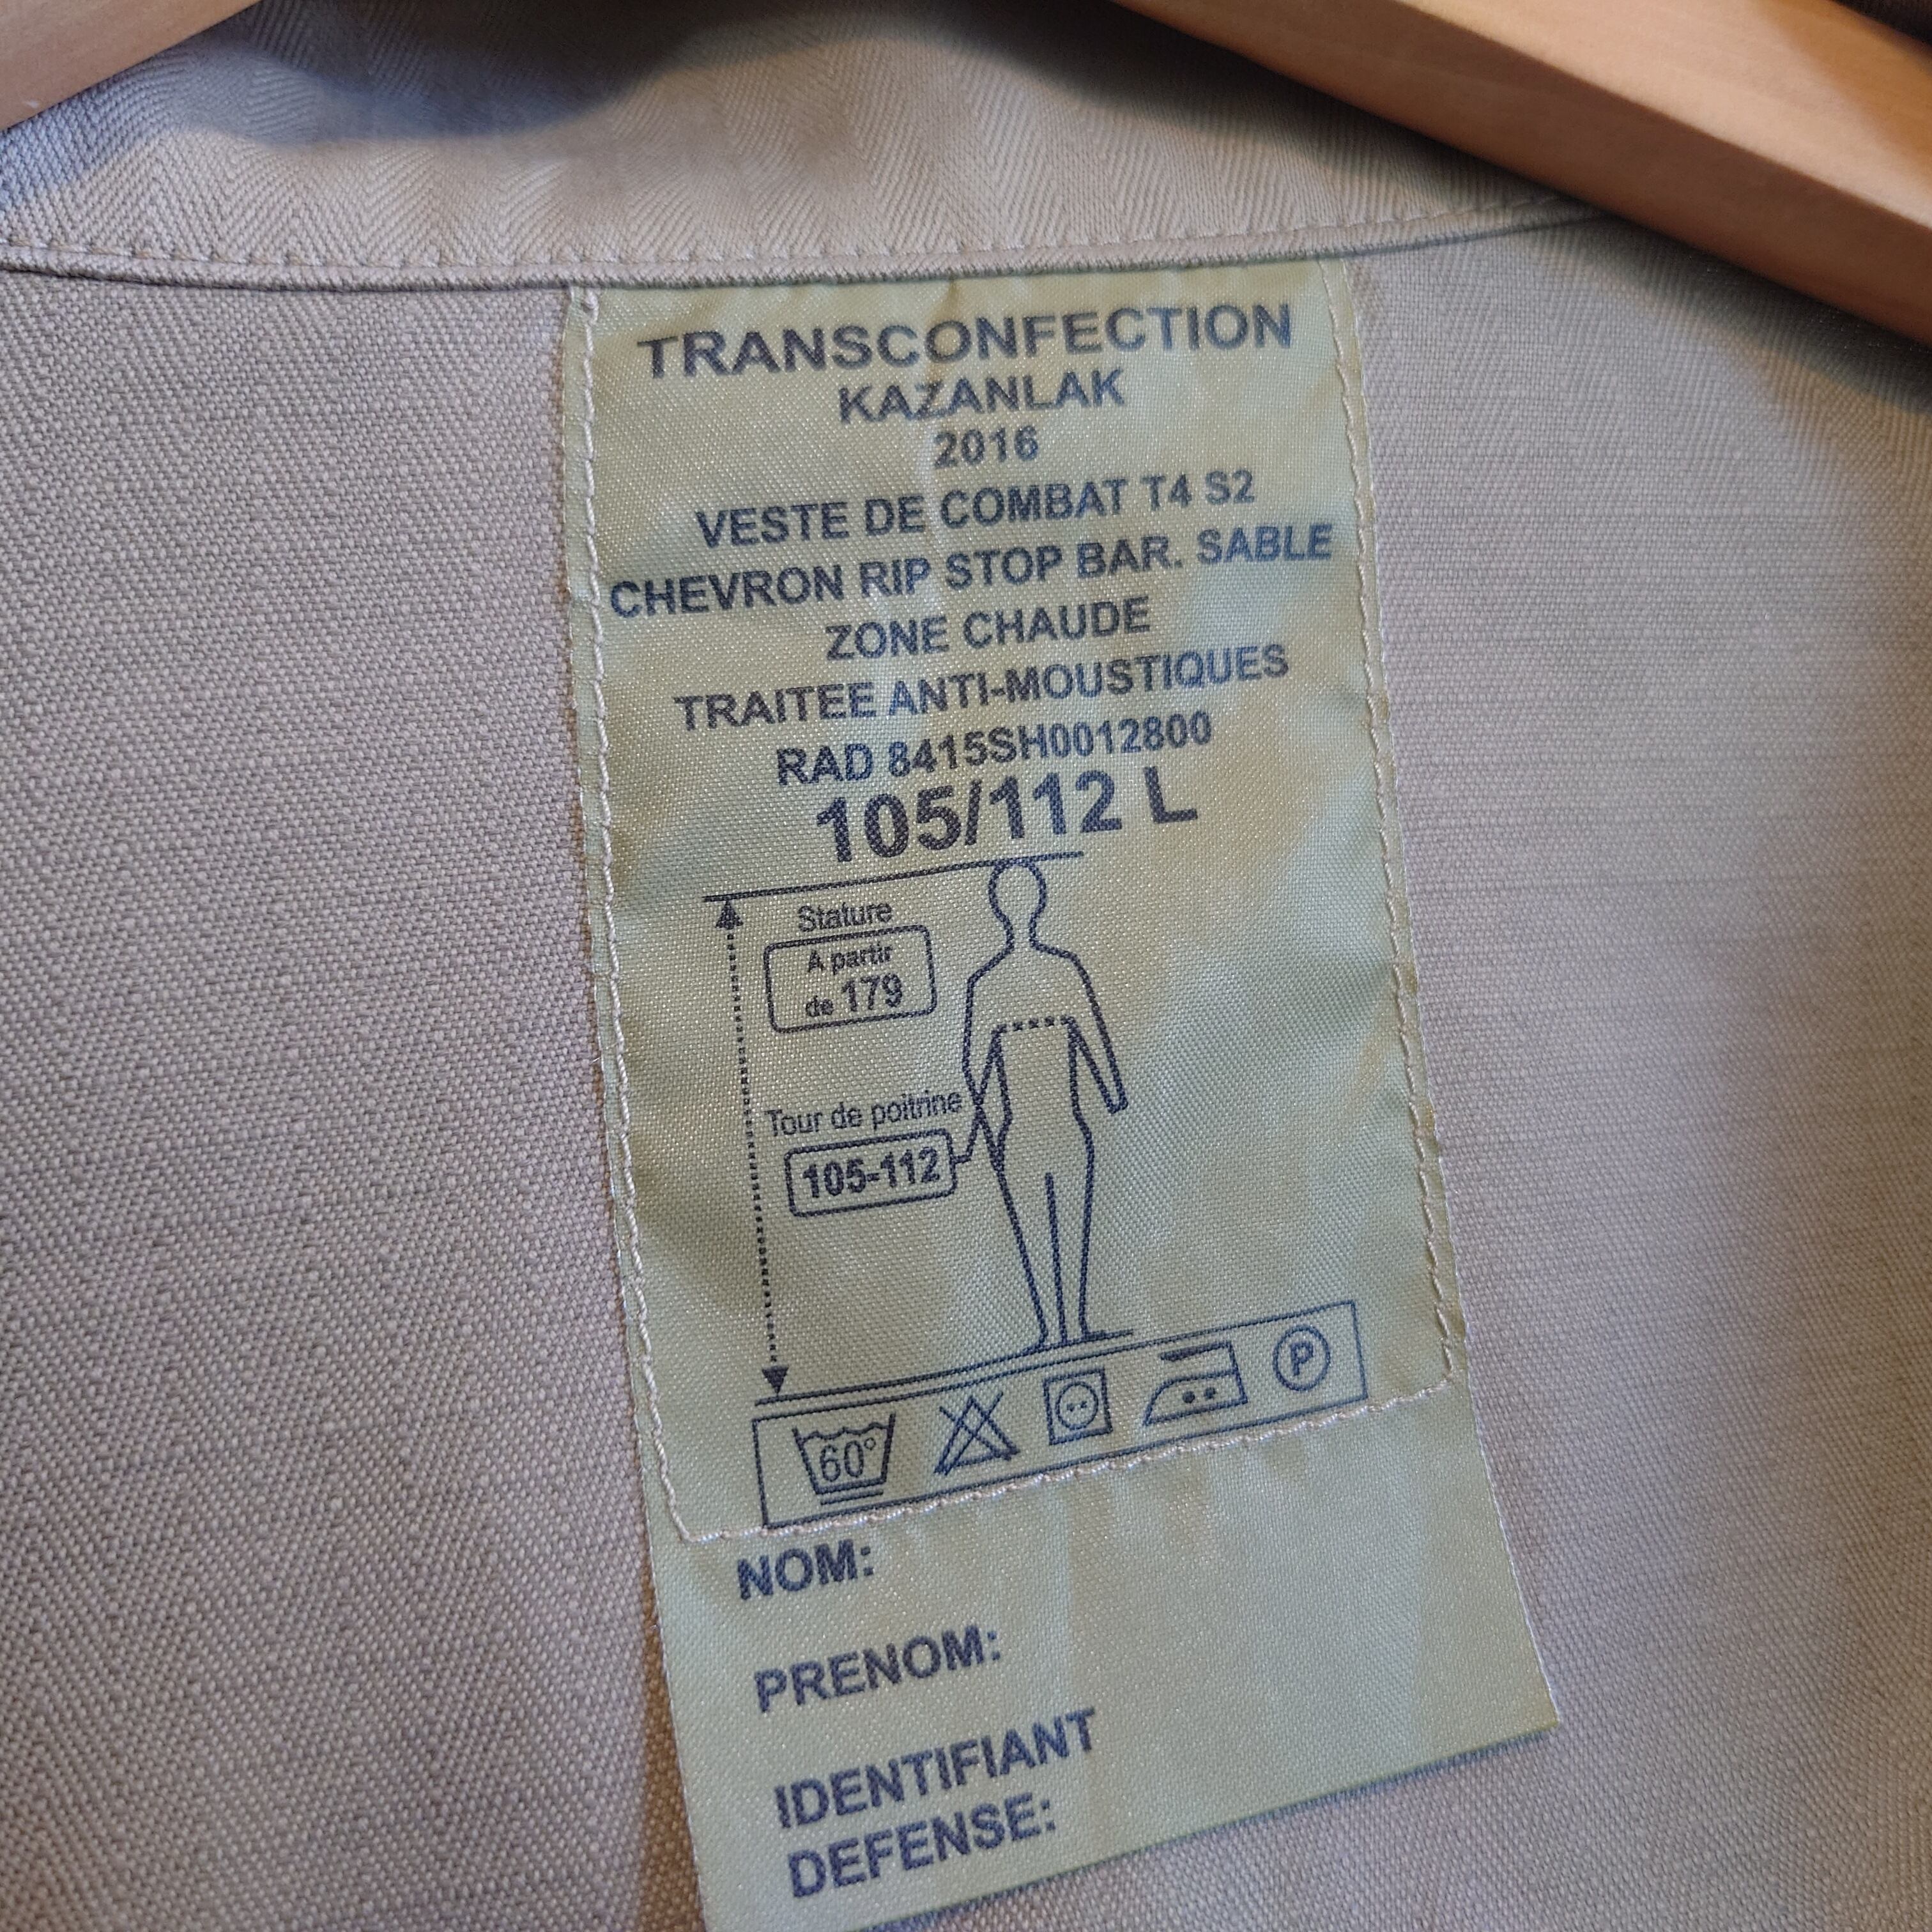 TRANSCONFECTION
KAZANLAK
2016
VESTE DE COMBAT T4 S2
CHEVRON RIP STOP BAR. SABLE
ZONE CHAUDE
TRAITEE ANTI-MOUSTIQUES
RAD 8415SH0012800
105/112 L
Stature
A partir
de 179
Tour de poitrine
105-112
60°
P
NOM:
PRENOM:
IDENTIFIANT
DEFENSE: